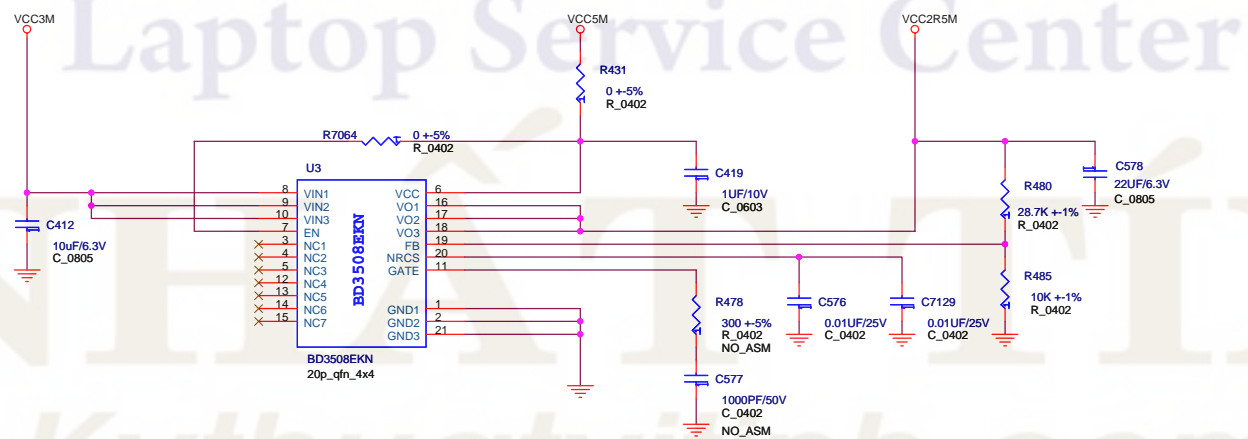 Laptop Service Center
VCC3M
VCC5M
VCC2R5M
R431
0 +-5%
R_0402
R7064
0 +-5%
R_0402
U3
C419
1UF/10V
C_0603
C578
22UF/6.3V
C_0805
R480
28.7K +-1%
R_0402
C412
10uF/6.3V
C_0805
8 VIN1
9 VIN2
10 VIN3
7 EN
3 NC1
4 NC2
5 NC3
12 NC4
13 NC5
14 NC6
15 NC7
BD3508EKN
VCC 6
VO1 16
VO2 17
VO3 18
FB 19
NRCS 20
GATE 11
GND1 1
GND2 2
GND3 21
BD3508EKN
20p_qfn_4x4
R485
10K +-1%
R_0402
R478
300 +-5%
R_0402
NO_ASM
C576
0.01UF/25V
C_0402
C7129
0.01UF/25V
C_0402
C577
1000PF/50V
C_0402
NO_ASM
NHẤT TÍN